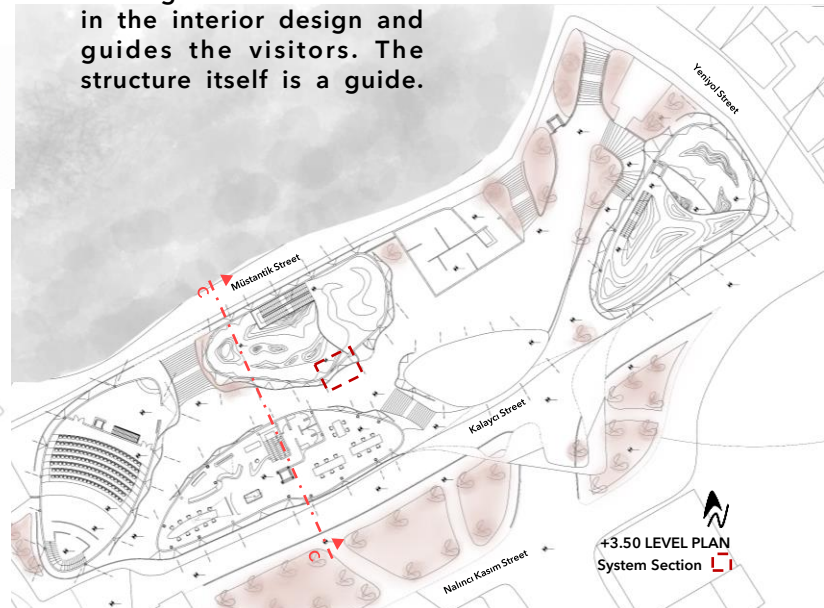 in the interior design and
guides the visitors. The
structure itself is a guide.
Yeniyol Street
Müstantik Street
C
Kalaycı Street
C
+3.50 LEVEL PLAN
System Section
Nalıncı Kasım Street